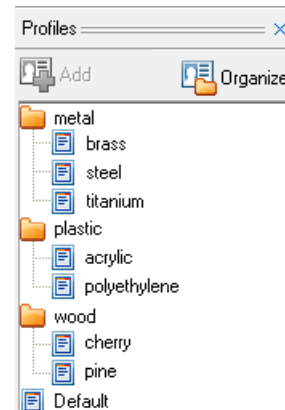 Profiles
Add Organize
metal
brass
steel
titanium
plastic
acrylic
polyethylene
wood
cherry
pine
Default